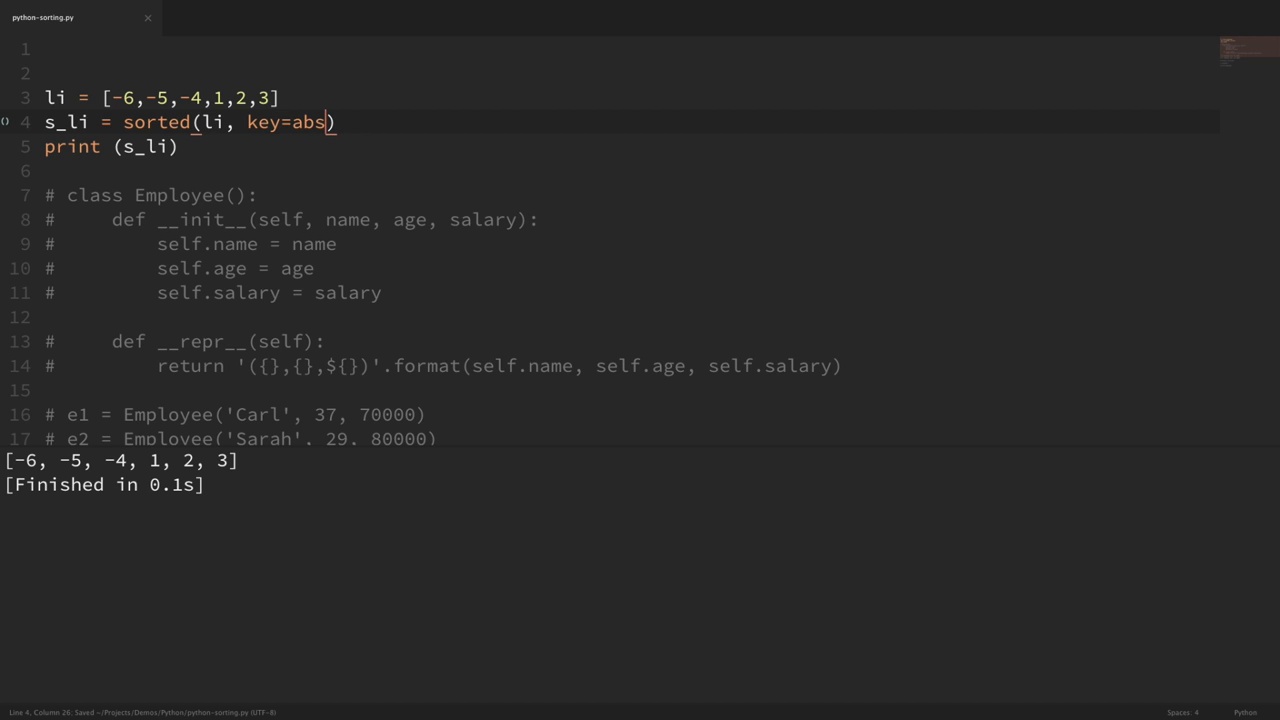 python-sorting.py ×
1
2
3 li = [-6,-5,-4,1,2,3]
() 4 s_li = sorted(li, key=abs)
5 print (s_li)
6
7 # class Employee():
8 #     def __init__(self, name, age, salary):
9 #         self.name = name
10 #         self.age = age
11 #         self.salary = salary
12
13 #     def __repr__(self):
14 #         return '({},{},${})'.format(self.name, self.age, self.salary)
15
16 # e1 = Employee('Carl', 37, 70000)
17 # e2 = Employee('Sarah', 29, 80000)
[-6, -5, -4, 1, 2, 3]
[Finished in 0.1s]
Line 4, Column 26; Saved ~/Projects/Demos/Python/python-sorting.py (UTF-8) Spaces: 4 Python